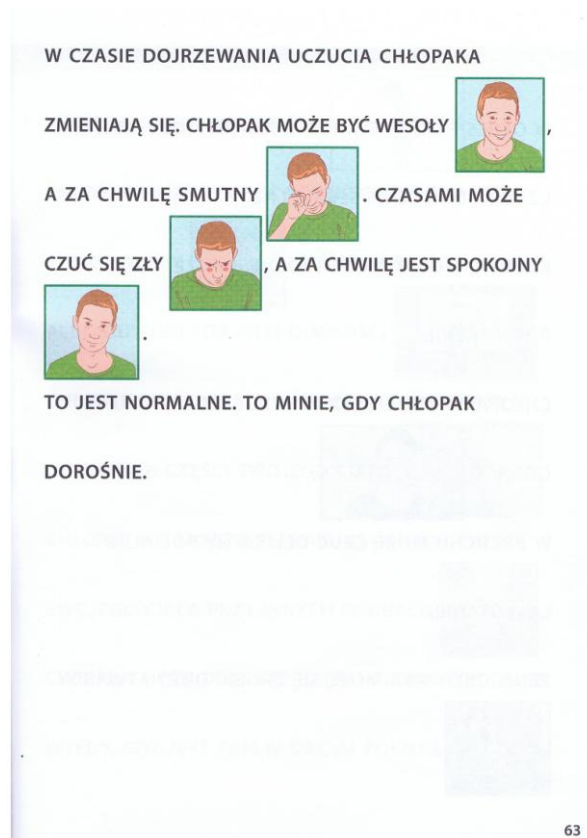 W CZASIE DOJRZEWANIA UCZUCIA CHŁOPAKA
ZMIENIAJĄ SIĘ. CHŁOPAK MOŻE BYĆ WESOŁY ,
A ZA CHWILĘ SMUTNY . CZASAMI MOŻE
CZUĆ SIĘ ZŁY , A ZA CHWILĘ JEST SPOKOJNY
.
TO JEST NORMALNE. TO MINIE, GDY CHŁOPAK
DOROŚNIE.
63